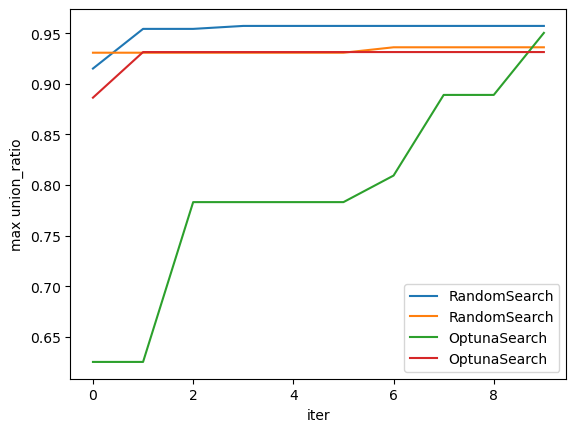 max union_ratio
0.95
0.90
0.85
0.80
0.75
0.70
0.65
0
2
4
6
8
iter
RandomSearch
RandomSearch
OptunaSearch
OptunaSearch